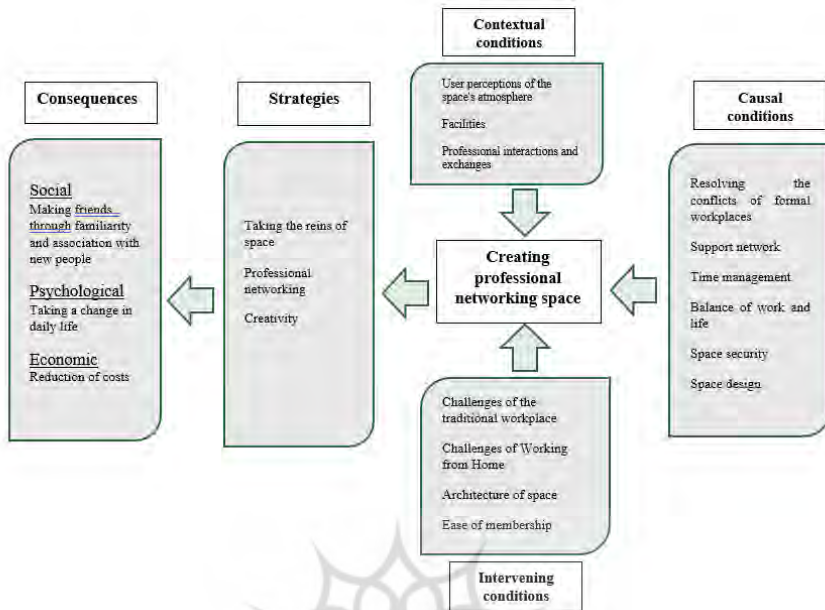 Contextual
conditions
User perceptions of the
space's atmosphere
Facilities
Professional interactions and
exchanges
Consequences
Social
Making friends
through familiarity
and association with
new people
Psychological
Taking a change in
daily life
Economic
Reduction of costs
Strategies
Taking the reins of
space
Professional
networking
Creativity
Creating
professional
networking space
Causal
conditions
Resolving the
conflicts of formal
workplaces
Support network
Time management
Balance of work and
life
Space security
Space design
Challenges of the
traditional workplace
Challenges of Working
from Home
Architecture of space
Ease of membership
Intervening
conditions